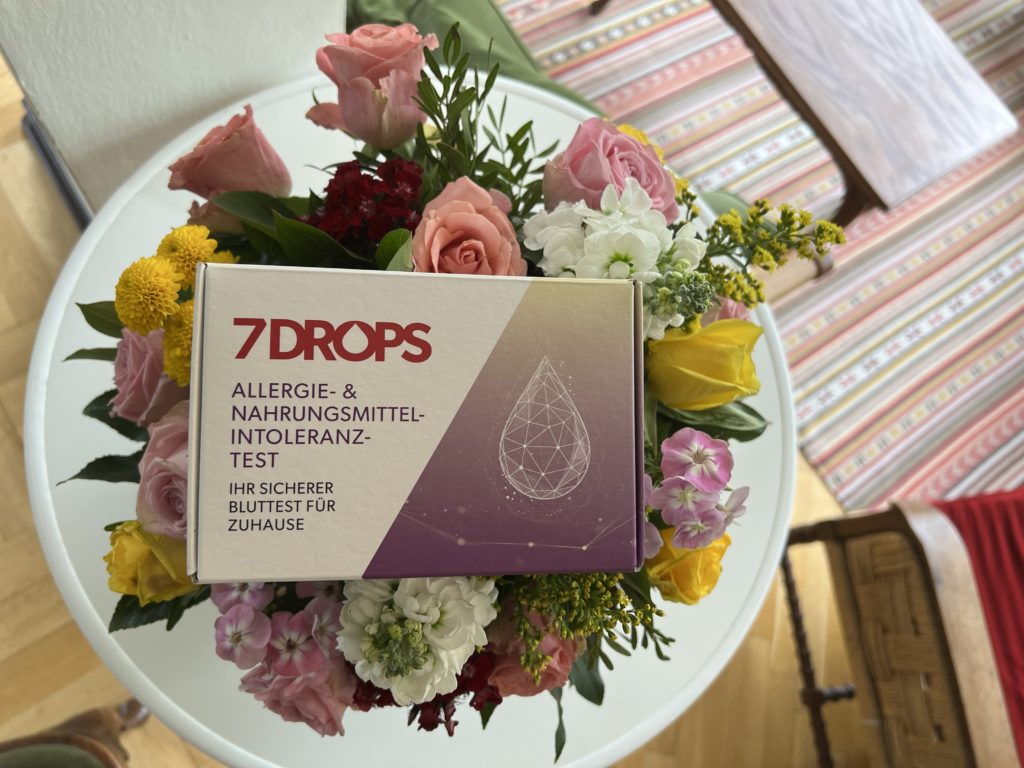 7DROPS
ALLERGIE- &
NAHRUNGSMITTEL-
INTOLERANZ-
TEST
IHR SICHERER
BLUTTEST FÜR
ZUHAUSE